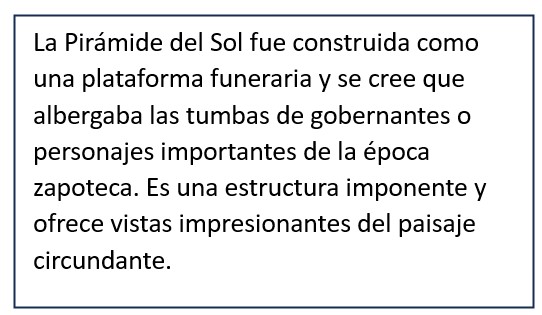 La Pirámide del Sol fue construida como
una plataforma funeraria y se cree que
albergaba las tumbas de gobernantes o
personajes importantes de la época
zapoteca. Es una estructura imponente y
ofrece vistas impresionantes del paisaje
circundante.